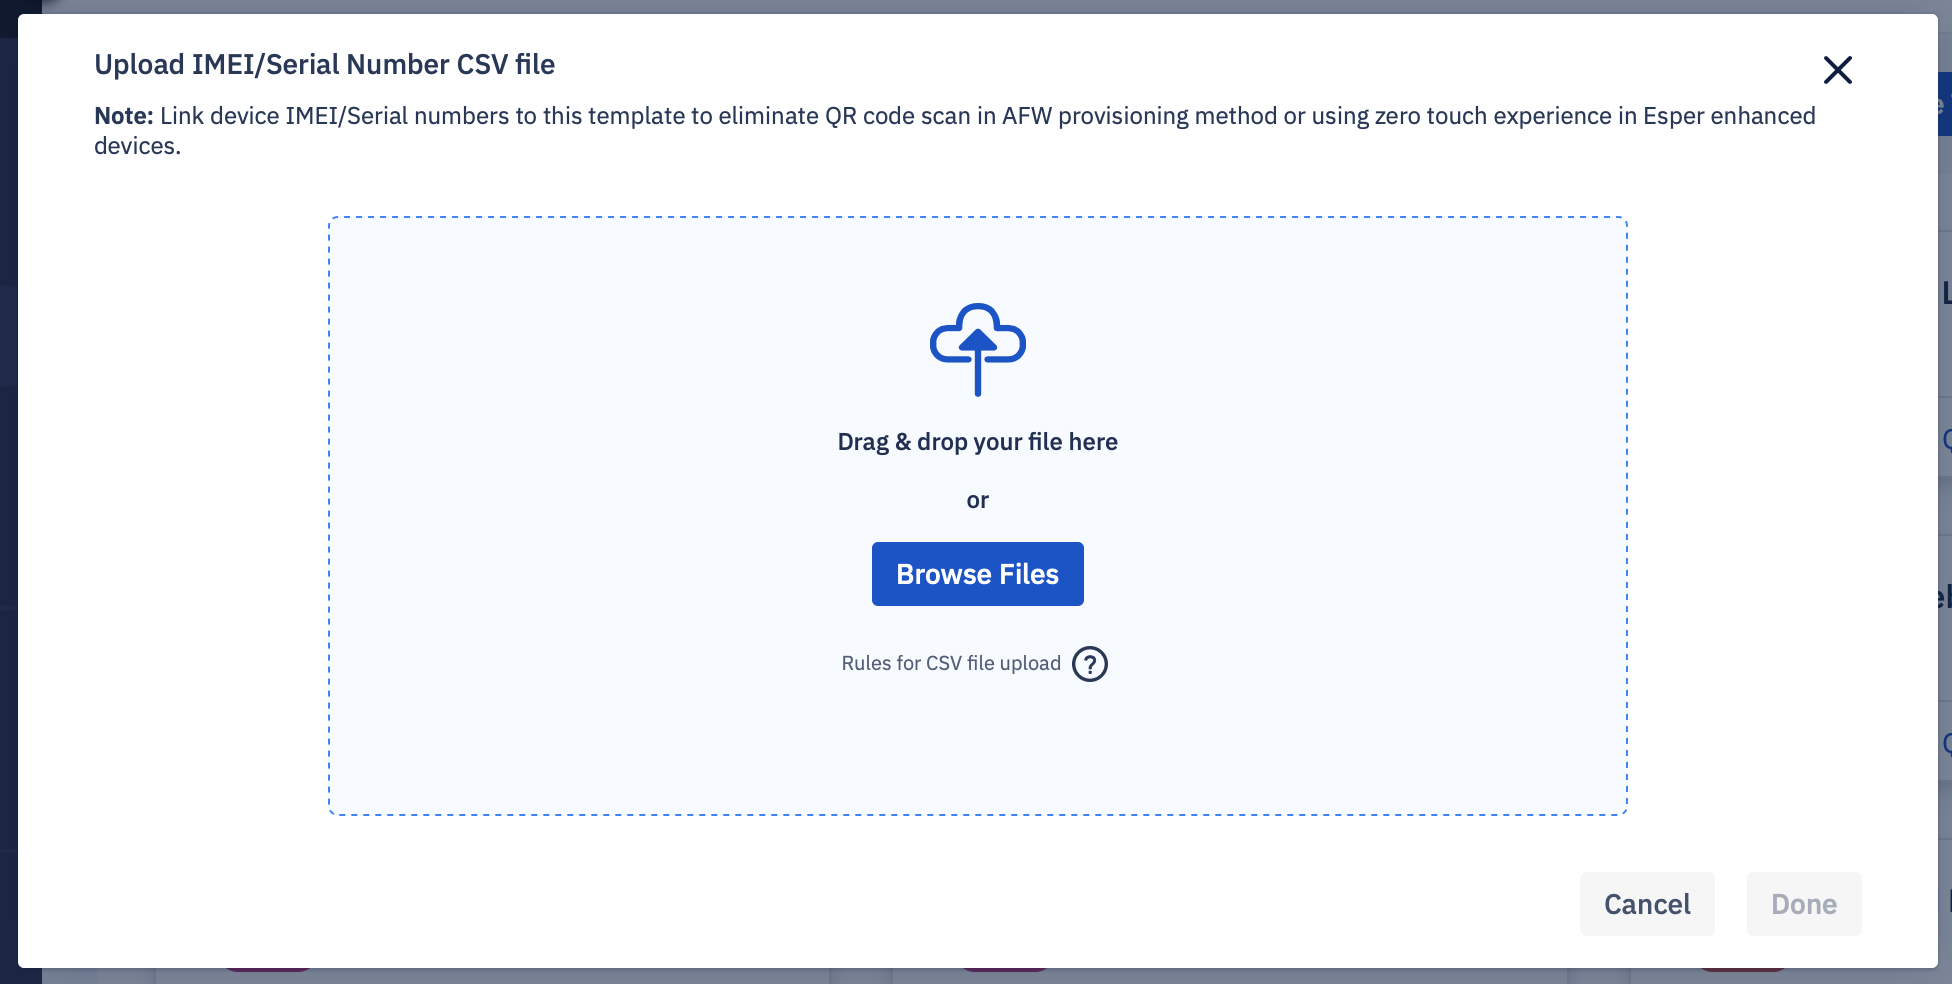 Upload IMEI/Serial Number CSV file
Note: Link device IMEI/Serial numbers to this template to eliminate QR code scan in AFW provisioning method or using zero touch experience in Esper enhanced
devices.
Drag & drop your file here
or
Browse Files
Rules for CSV file upload ?
Cancel Done